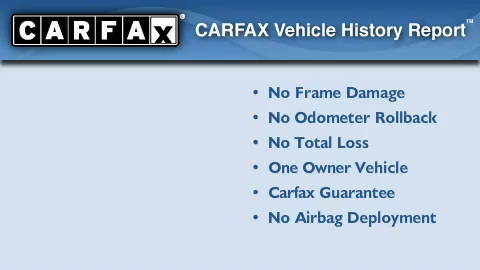 CARFAX® CARFAX Vehicle History Report™
• No Frame Damage
• No Odometer Rollback
• No Total Loss
• One Owner Vehicle
• Carfax Guarantee
• No Airbag Deployment